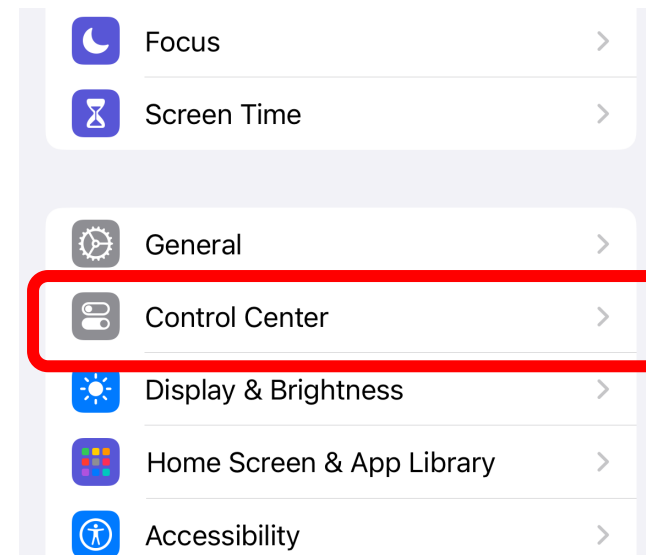 Focus
Screen Time
General
Control Center
Display & Brightness
Home Screen & App Library
Accessibility